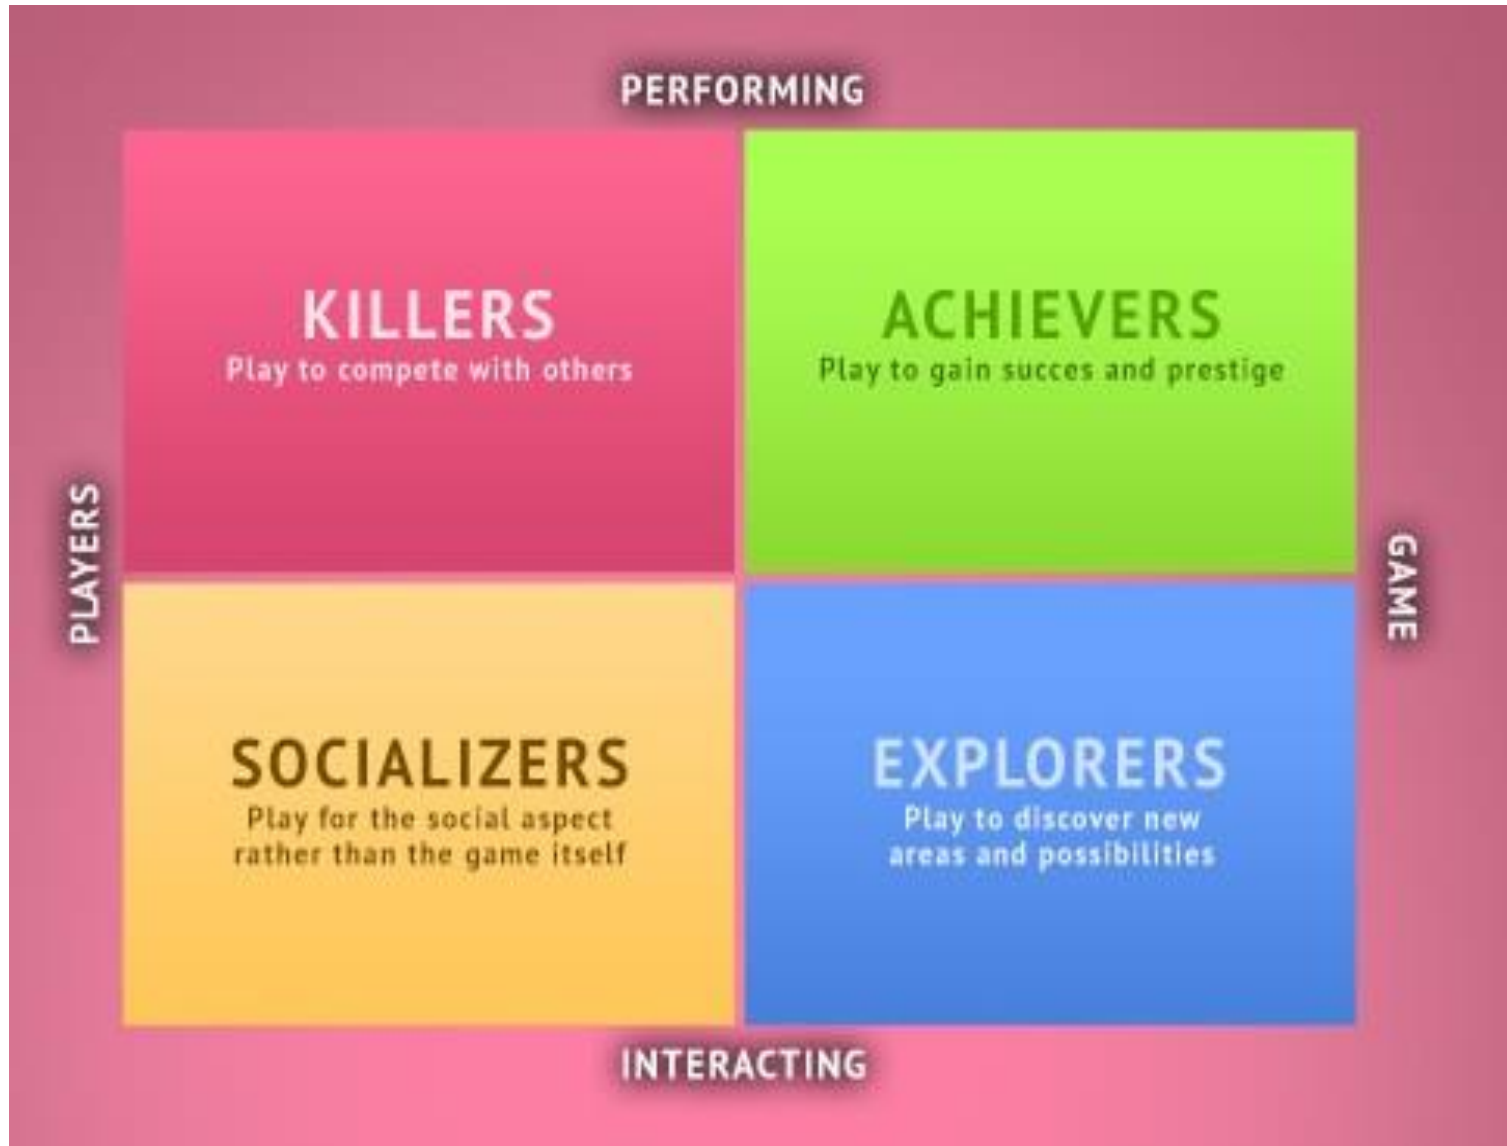 PERFORMING
KILLERS
Play to compete with others
ACHIEVERS
Play to gain succes and prestige
PLAYERS
GAME
SOCIALIZERS
Play for the social aspect
rather than the game itself
EXPLORERS
Play to discover new
areas and possibilities
INTERACTING